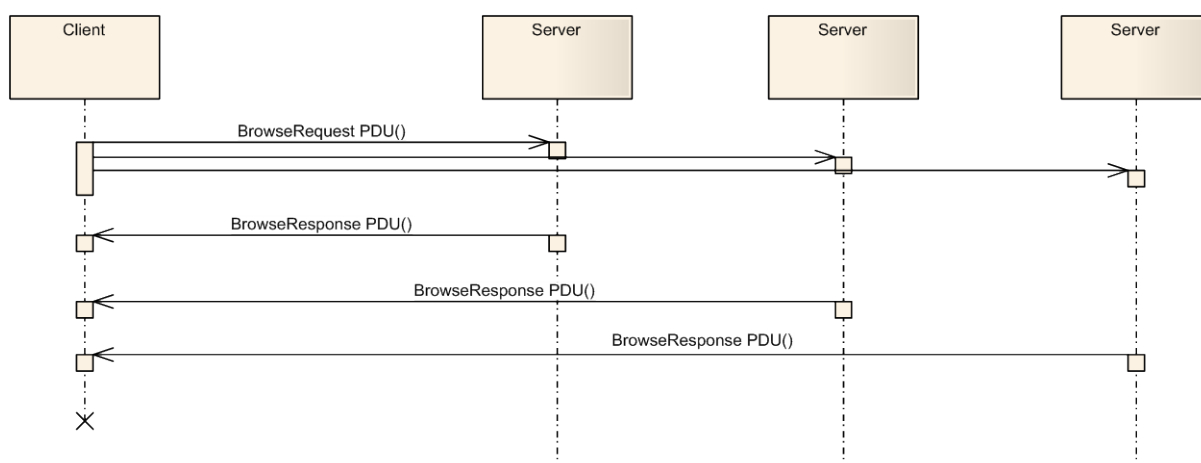 Client
Server
Server
Server
BrowseRequest PDU()
BrowseResponse PDU()
BrowseResponse PDU()
BrowseResponse PDU()